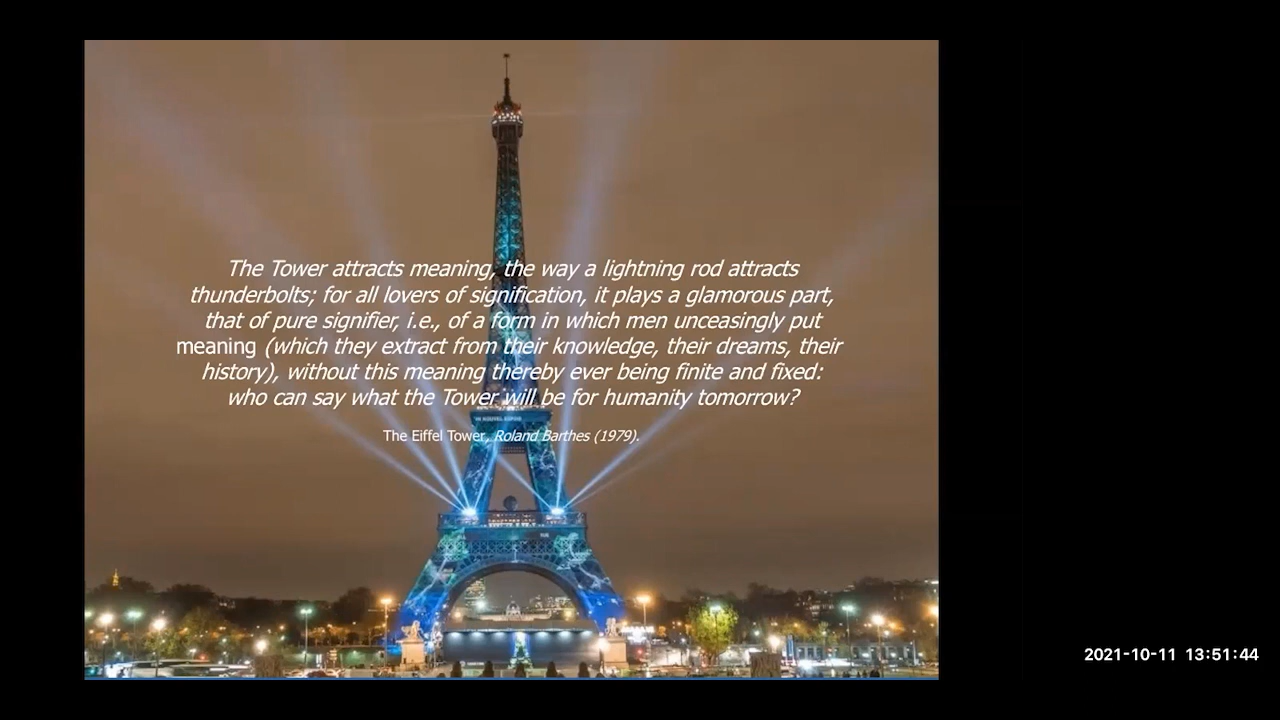 The Tower attracts meaning, the way a lightning rod attracts
thunderbolts; for all lovers of signification, it plays a glamorous part,
that of pure signifier, i.e., of a form in which men unceasingly put
meaning (which they extract from their knowledge, their dreams, their
history), without this meaning thereby ever being finite and fixed:
who can say what the Tower will be for humanity tomorrow?
The Eiffel Tower, Roland Barthes (1979).
2021-10-11 13:51:44